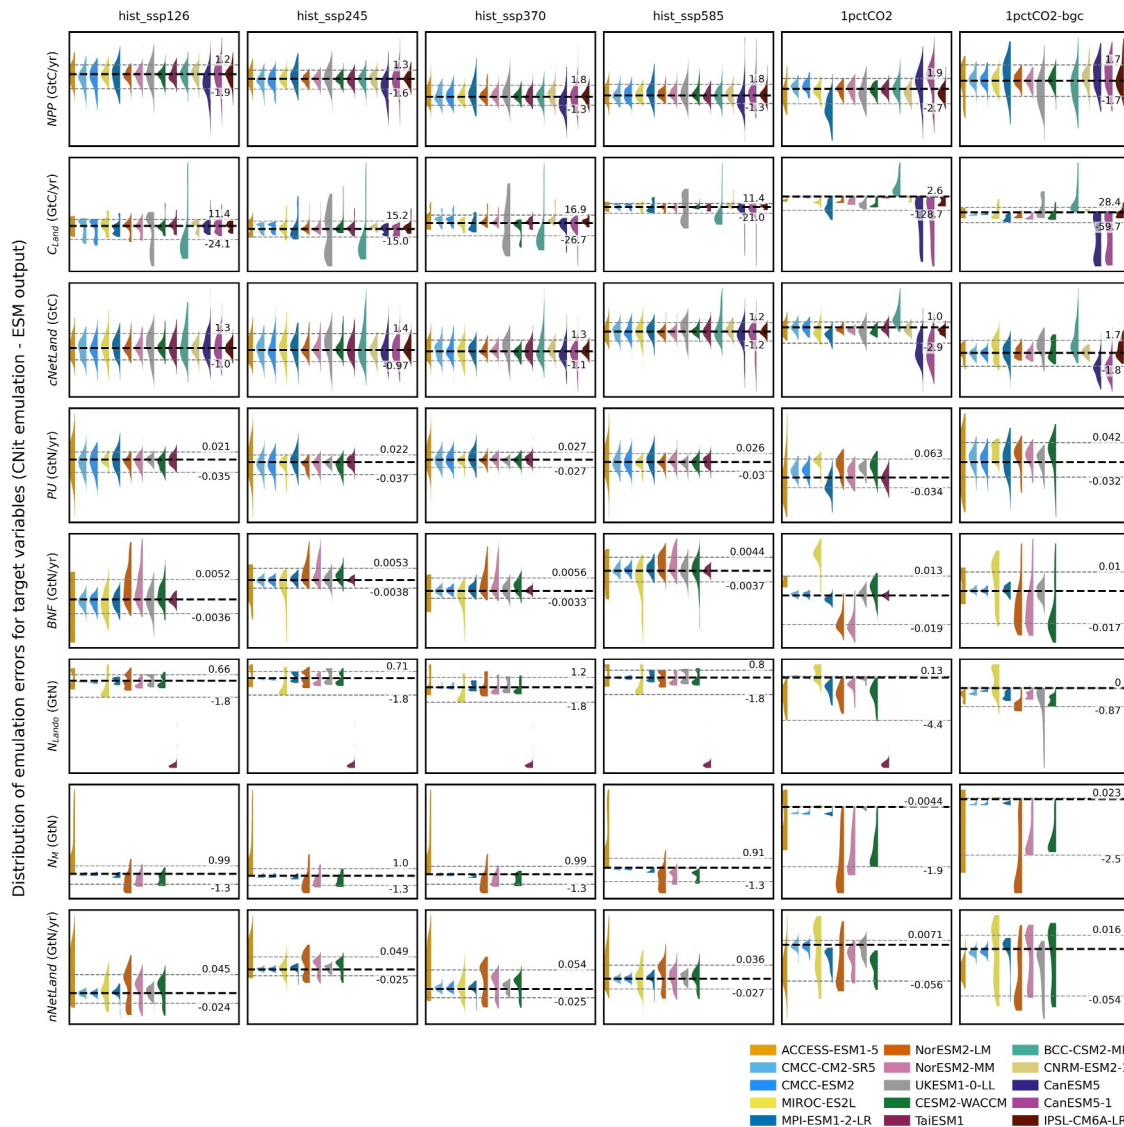 hist_ssp126 hist_ssp245 hist_ssp370 hist_ssp585 1pctCO2 1pctCO2-bgc
Distribution of emulation errors for target variables (CNit emulation - ESM output)
NPP (GtC/yr)
1.2 1.3 1.8 1.8 1.9 1.7
-1.9 -1.6 -1.3 -1.3 -2.7 -1.7
CLand (GtC/yr)
11.4 15.2 16.9 11.4 2.6 28.4
-24.1 -15.0 -26.7 -21.0 -128.7 -59.7
cNetLand (GtC)
1.3 1.4 1.3 1.2 1.0 1.7
-1.0 -0.97 -1.1 -1.2 -2.9 -1.8
PU (GtN/yr)
0.021 0.022 0.027 0.026 0.063 0.042
-0.035 -0.037 -0.027 -0.03 -0.034 -0.032
BNF (GtN/yr)
0.0052 0.0053 0.0056 0.0044 0.013 0.01
-0.0036 -0.0038 -0.0033 -0.0037 -0.019 -0.017
NLando (GtN)
0.66 0.71 1.2 0.8 0.13 0
-1.8 -1.8 -1.8 -1.8 -4.4 -0.87
NM (GtN)
0.99 1.0 0.99 0.91 -0.0044 0.023
-1.3 -1.3 -1.3 -1.3 -1.9 -2.5
nNetLand (GtN/yr)
0.045 0.049 0.054 0.036 0.0071 0.016
-0.024 -0.025 -0.025 -0.027 -0.056 -0.054
ACCESS-ESM1-5 NorESM2-LM
CMCC-CM2-SR5 NorESM2-MM
CMCC-ESM2 UKESM1-0-LL CanESM5
MIROC-ES2L CESM2-WACCM CanESM5-1
MPI-ESM1-2-LR TaiESM1 IPSL-CM6A-LR